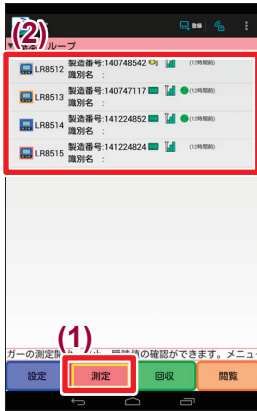 (2)
登録
ループ
LR8512 製造番号:140748542 (12時間前)
識別名 :
LR8513 製造番号:140747117 (12時間前)
識別名 :
LR8514 製造番号:141224852 (12時間前)
識別名 :
LR8515 製造番号:141224824 (12時間前)
識別名 :
(1)
ガーの測定開
の確認ができます。メニュー
設定 測定 回収 閲覧